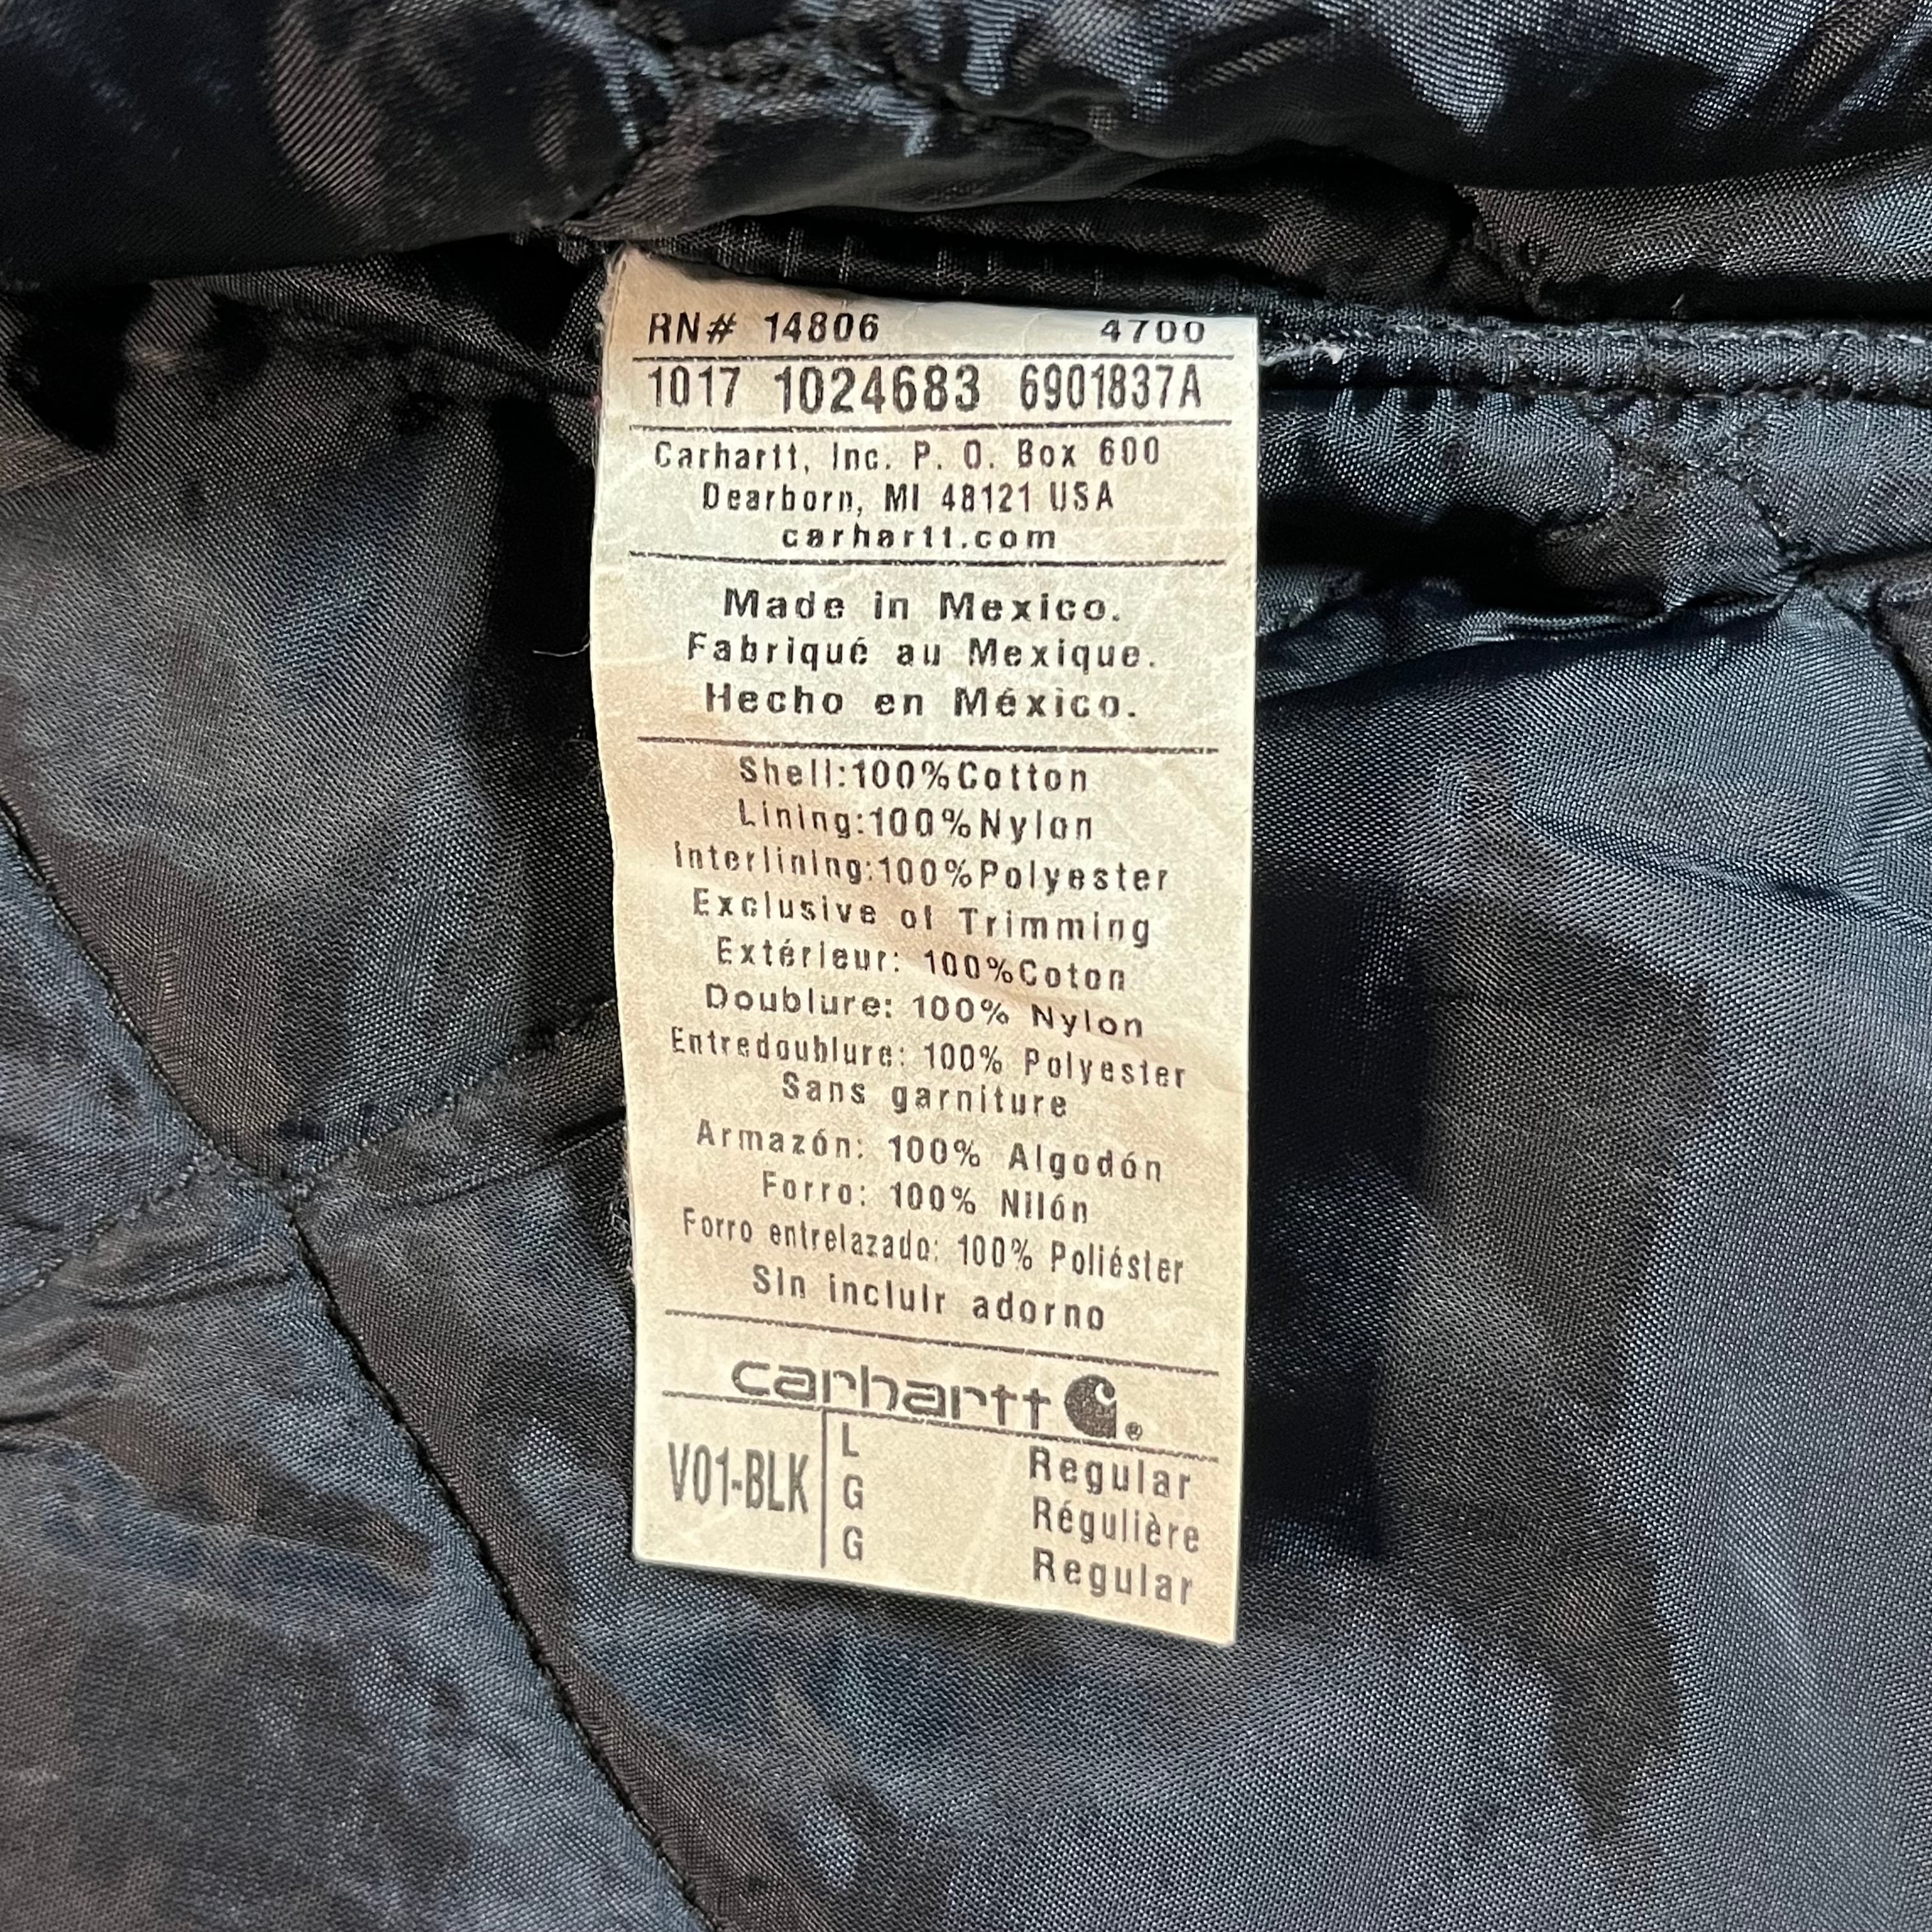 RN# 14806 4700
1017 1024683 6901837A
Carhartt, Inc. P. O. Box 600
Dearborn, MI 48121 USA
carhartt.com
Made in Mexico.
Fabriqué au Mexique.
Hecho en México.
Shell:100%Cotton
Lining:100%Nylon
Interlining:100%Polyester
Exclusive of Trimming
Extérieur: 100%Coton
Doublure: 100% Nylon
Entredoublure: 100% Polyester
Sans garniture
Armazón: 100% Algodón
Forro: 100% Nilón
Forro entrelazado: 100% Poliéster
Sin incluir adorno
carhartt ®
V01-BLK
L Regular
G Régulière
G Regular